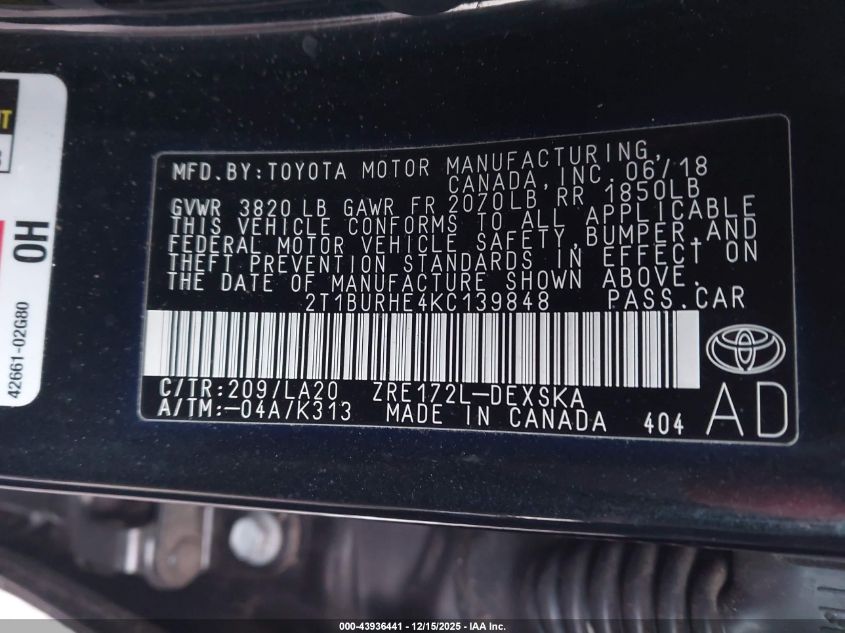 MFD.BY:TOYOTA MOTOR MANUFACTURING,
CANADA, INC. 06/18
GVWR 3820 LB GAWR FR 2070LB RR 1850LB
THIS VEHICLE CONFORMS TO ALL APPLICABLE
FEDERAL MOTOR VEHICLE SAFETY,BUMPER,AND
THEFT PREVENTION STANDARDS IN EFFECT ON
THE DATE OF MANUFACTURE SHOWN ABOVE.
2T1BURHE4KC139848 PASS.CAR
C/TR:209/LA20 ZRE172L-DEXSKA
A/TM:-04A/K313 MADE IN CANADA 404
AD
OH
42661-02G80
000-43936441 - 12/15/2025 - IAA Inc.